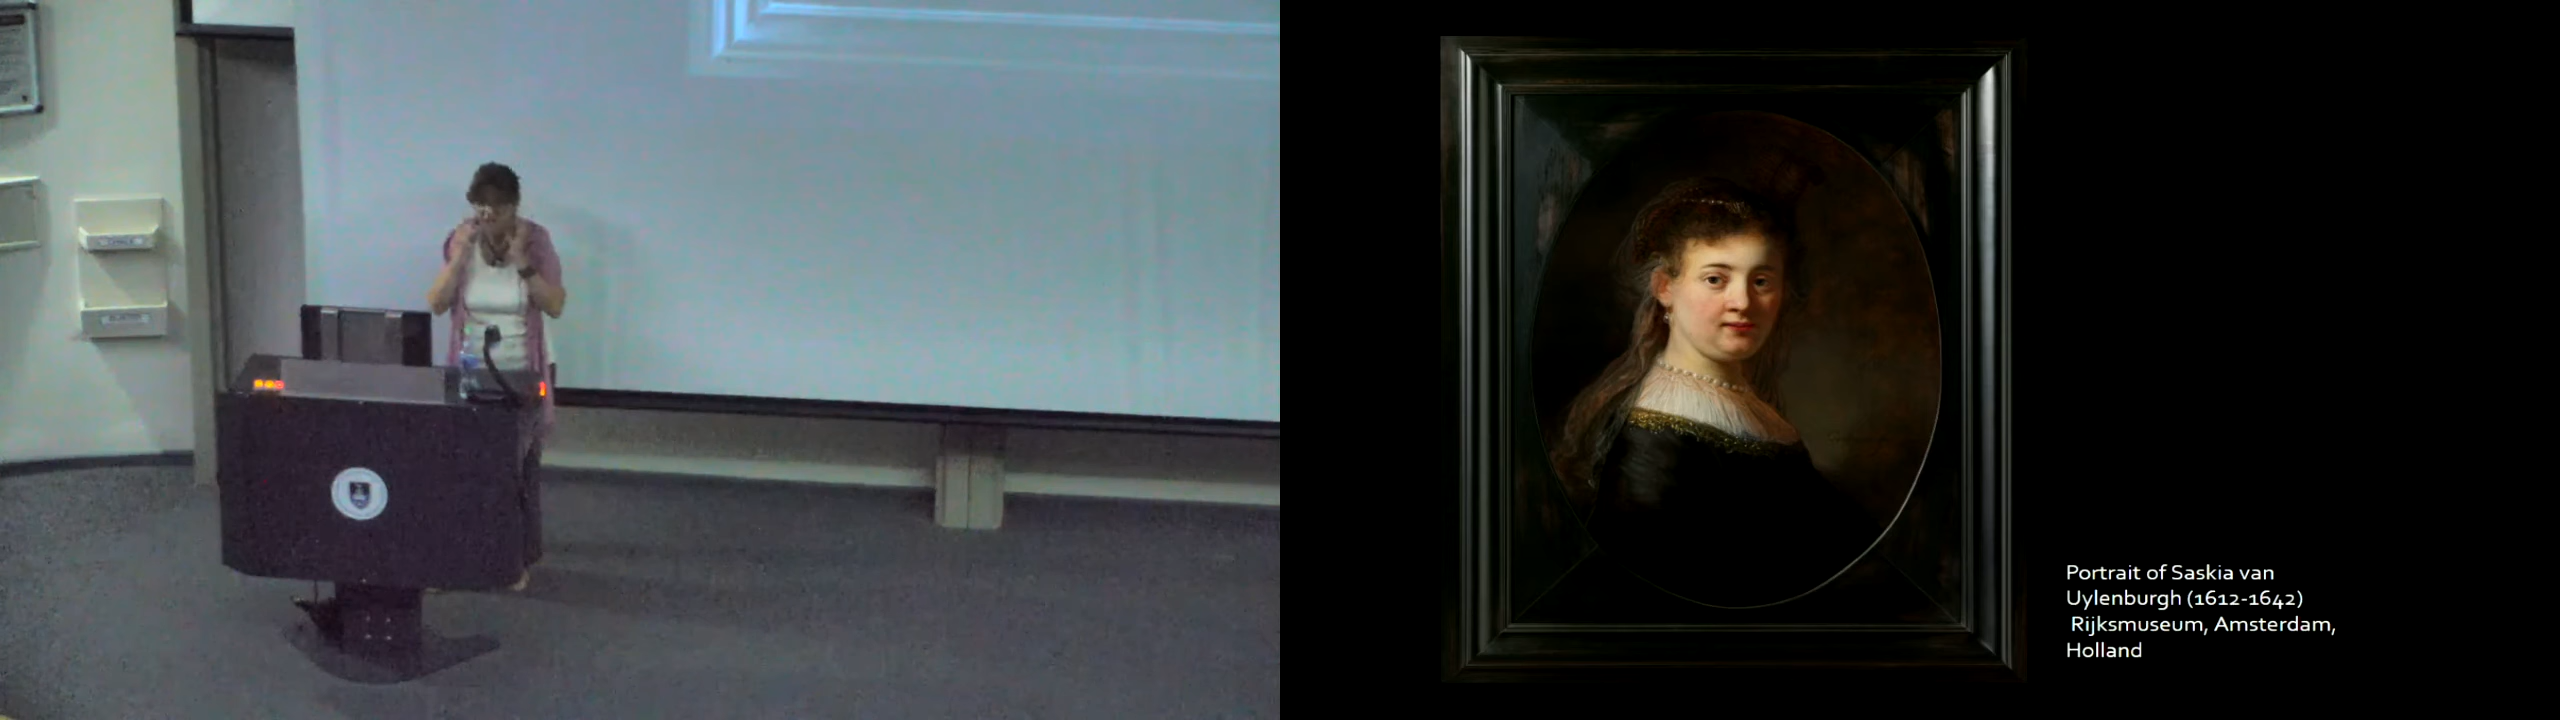 Portrait of Saskia van
Uylenburgh (1612-1642)
Rijksmuseum, Amsterdam,
Holland